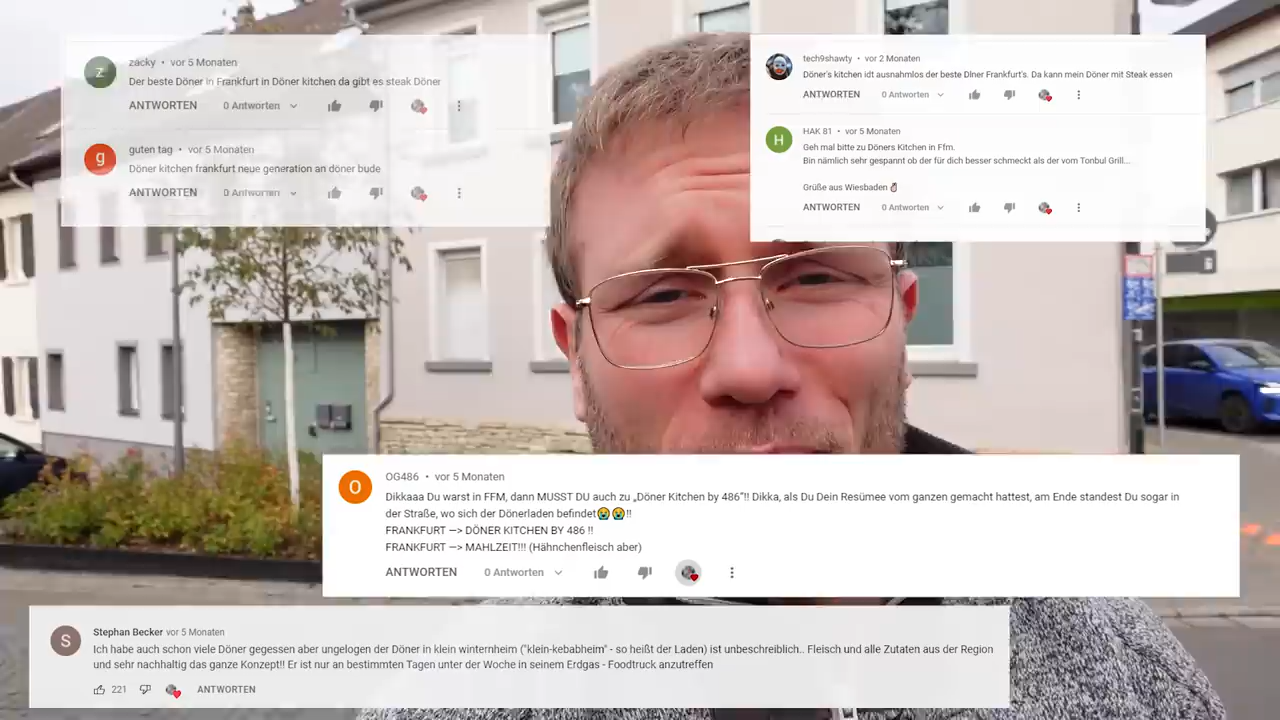 z
zacky • vor 5 Monaten
Der beste Döner in Frankfurt in Döner kitchen da gibt es steak Döner
ANTWORTEN 0 Antworten
g
guten tag • vor 5 Monaten
Döner kitchen frankfurt neue generation an döner bude
ANTWORTEN 0 Antworten
tech9shawty • vor 2 Monaten
Döner's kitchen idt ausnahmlos der beste Dlner Frankfurt's. Da kann mein Döner mit Steak essen
ANTWORTEN 0 Antworten
H
HAK 81 • vor 5 Monaten
Geh mal bitte zu Döners Kitchen in Ffm.
Bin nämlich sehr gespannt ob der für dich besser schmeckt als der vom Tonbul Grill...
Grüße aus Wiesbaden ✌🏻
ANTWORTEN 0 Antworten
O
OG486 • vor 5 Monaten
Dikkaaa Du warst in FFM, dann MUSST DU auch zu „Döner Kitchen by 486"!! Dikka, als Du Dein Resümee vom ganzen gemacht hattest, am Ende standest Du sogar in
der Straße, wo sich der Dönerladen befindet😭😭!!
FRANKFURT —> DÖNER KITCHEN BY 486 !!
FRANKFURT —> MAHLZEIT!!! (Hähnchenfleisch aber)
ANTWORTEN 0 Antworten
S
Stephan Becker vor 5 Monaten
Ich habe auch schon viele Döner gegessen aber ungelogen der Döner in klein winternheim ("klein-kebabheim" - so heißt der Laden) ist unbeschreiblich.. Fleisch und alle Zutaten aus der Region
und sehr nachhaltig das ganze Konzept!! Er ist nur an bestimmten Tagen unter der Woche in seinem Erdgas - Foodtruck anzutreffen
221 ANTWORTEN